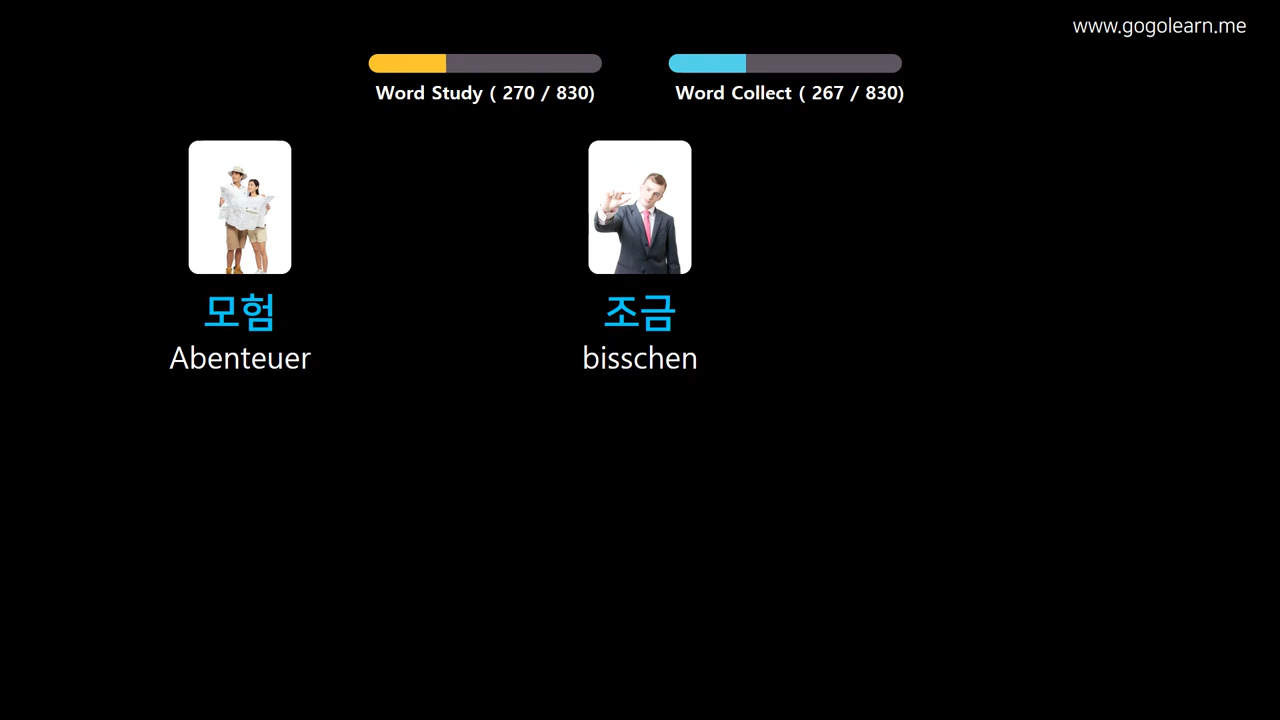 www.gogolearn.me
Word Study ( 270 / 830)
Word Collect ( 267 / 830)
모험
조금
Abenteuer
bisschen